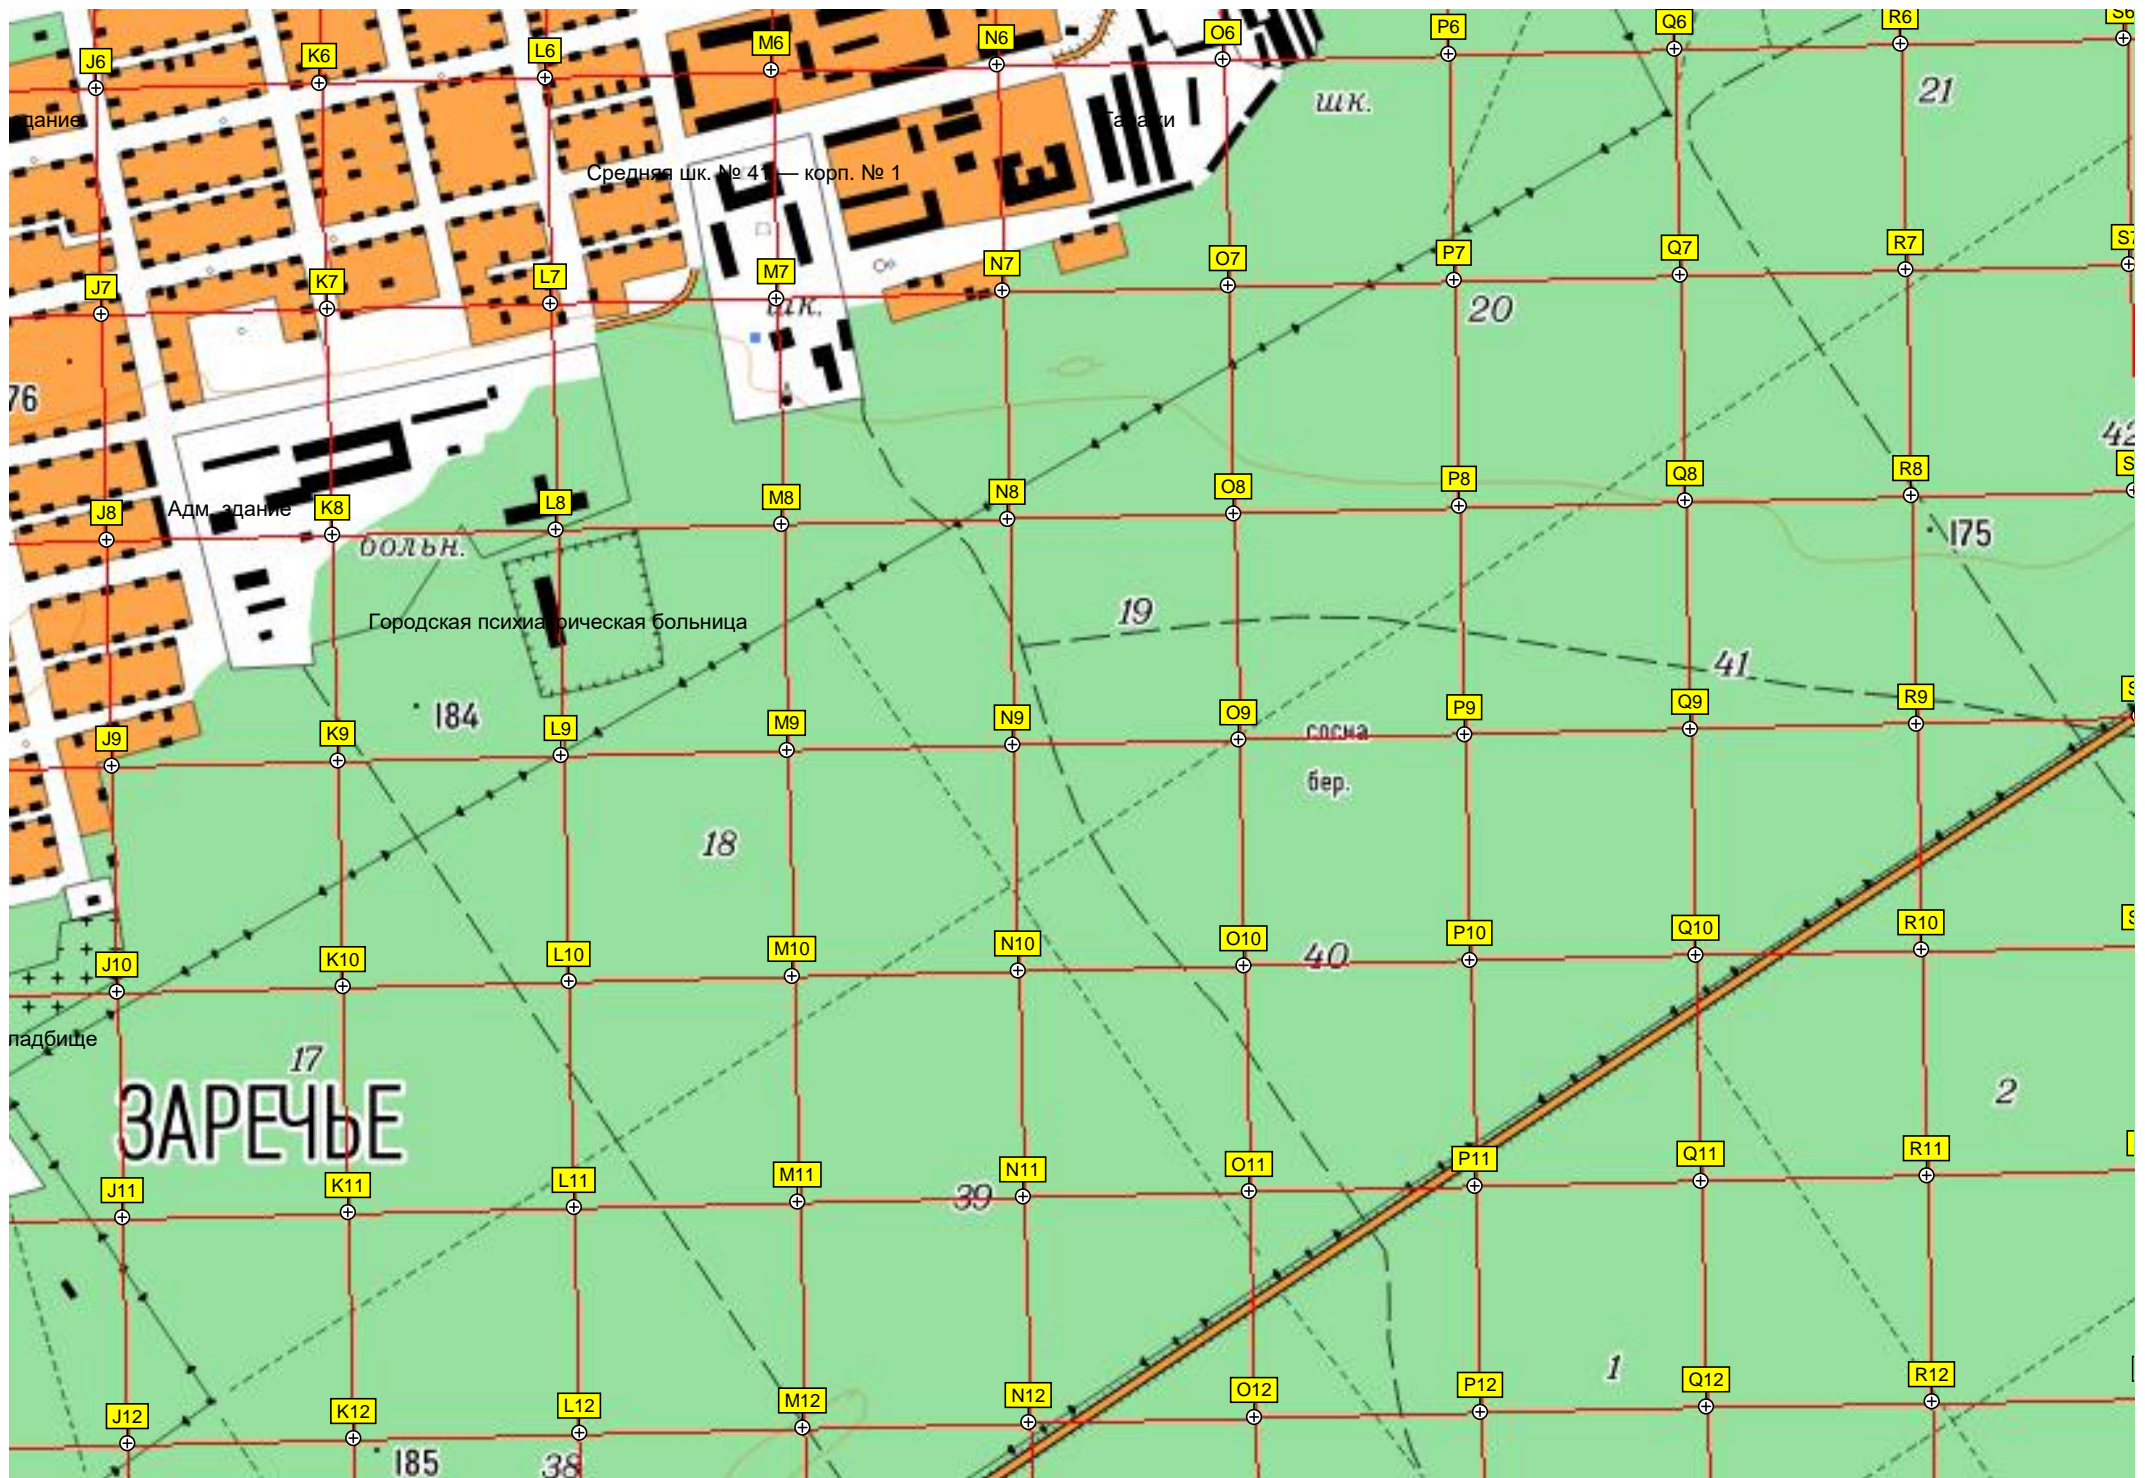 J6 K6 L6 M6 N6 O6 P6 Q6 R6 S6
21
шк.
дание
Гаражи
Средняя шк. № 41 — корп. № 1
J7 K7 L7 M7 N7 O7 P7 Q7 R7 S7
шк.
20
76
42
J8 K8 L8 M8 N8 O8 P8 Q8 R8 S
Адм. здание
больн.
175
19
Городская психиатрическая больница
41
184
J9 K9 L9 M9 N9 O9 P9 Q9 R9 S
сосна
бер.
18
J10 K10 L10 M10 N10 O10 P10 Q10 R10 S
40
ладбище
17
ЗАРЕЧЬЕ
2
J11 K11 L11 M11 N11 O11 P11 Q11 R11
39
1
J12 K12 L12 M12 N12 O12 P12 Q12 R12
185
38